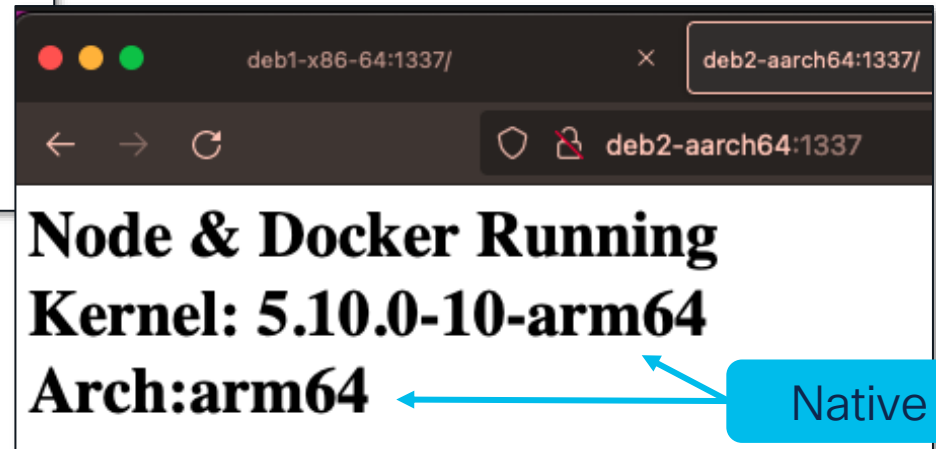 deb1-x86-64:1337/
deb2-aarch64:1337/
deb2-aarch64:1337
Node & Docker Running
Kernel: 5.10.0-10-arm64
Arch:arm64
Native